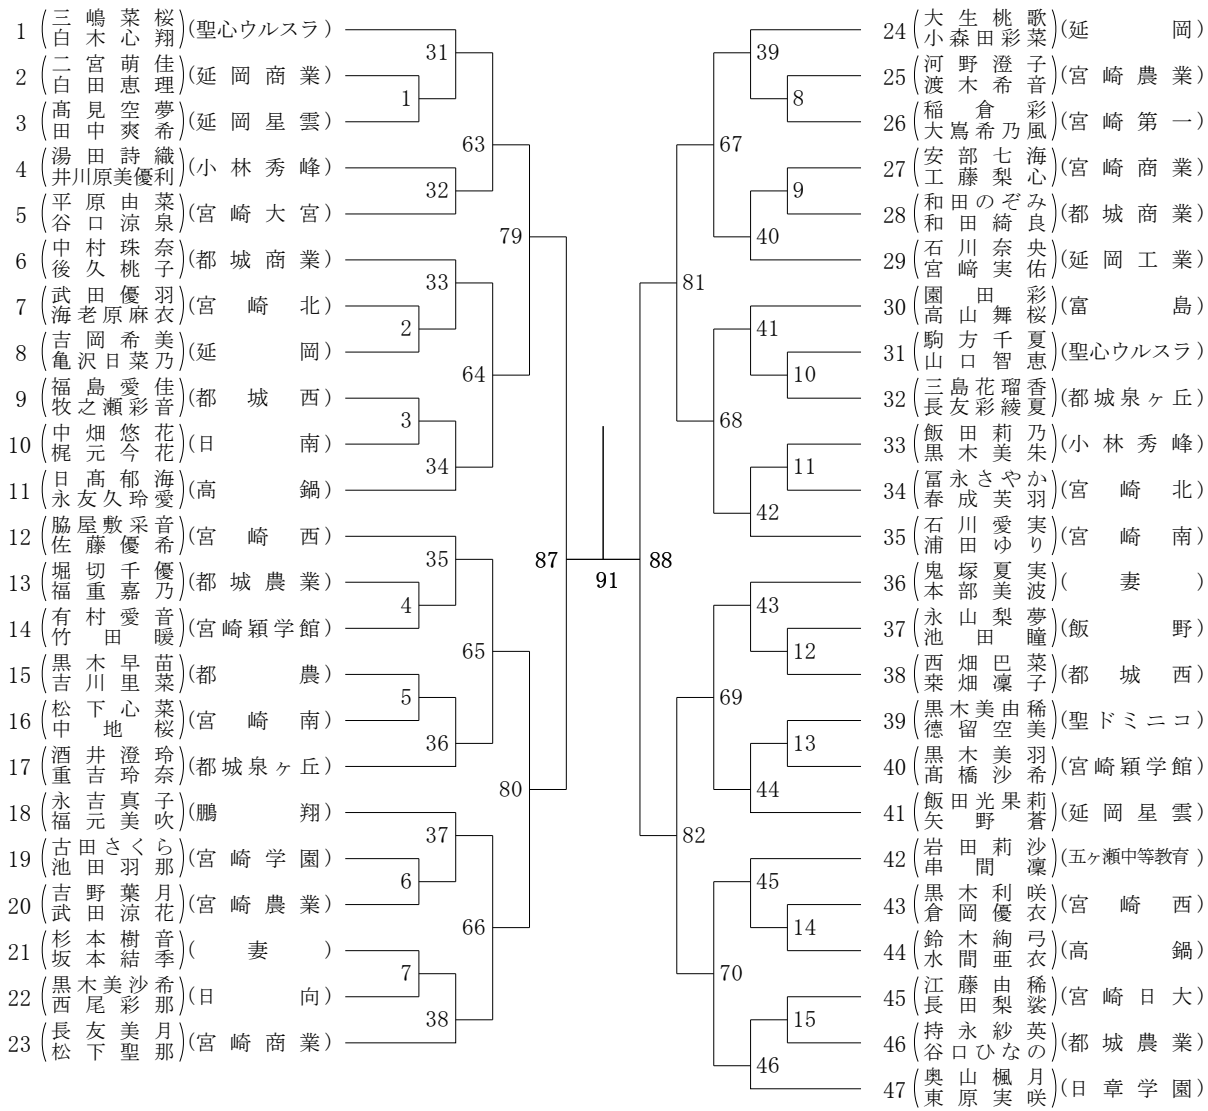 1 (三嶋菜桜 白木心翔) (聖心ウルスラ)
2 (二宮萌佳 白田恵理) (延岡商業)
3 (髙見空夢 田中爽希) (延岡星雲)
4 (湯田詩織 井川原美優利) (小林秀峰)
5 (平原由菜 谷口涼泉) (宮崎大宮)
6 (中村珠奈 後久桃子) (都城商業)
7 (武田優羽 海老原麻衣) (宮崎北)
8 (吉岡希美 亀沢日菜乃) (延岡)
9 (福島愛佳 牧之瀬彩音) (都城西)
10 (中畑悠花 梶元今花) (日南)
11 (日髙郁海 永友久玲愛) (高鍋)
12 (脇屋敷采音 佐藤優希) (宮崎西)
13 (堀切千優 福重嘉乃) (都城農業)
14 (有村愛音 竹田暖) (宮崎穎学館)
15 (黒木早苗 吉川里菜) (都農)
16 (松下心菜 中地桜) (宮崎南)
17 (酒井澄玲 重吉玲奈) (都城泉ヶ丘)
18 (永吉真子 福元美吹) (鵬翔)
19 (古田さくら 池田羽那) (宮崎学園)
20 (吉野葉月 武田涼花) (宮崎農業)
21 (杉本樹音 坂本結季) (妻)
22 (黒木美沙希 西尾彩那) (日向)
23 (長友美月 松下聖那) (宮崎商業)
31
1
63
32
79
33
2
64
3
34
87
35
4
65
5
36
80
37
6
66
7
38
91
88
39
8
67
9
40
81
41
10
68
11
42
43
12
69
13
44
82
45
14
70
15
46
24 (大生桃歌 小森田彩菜) (延岡)
25 (河野澄子 渡木希音) (宮崎農業)
26 (稲倉彩 大嶌希乃風) (宮崎第一)
27 (安部七海 工藤梨心) (宮崎商業)
28 (和田のぞみ 和田綺良) (都城商業)
29 (石川奈央 宮﨑実佑) (延岡工業)
30 (園田彩 高山舞桜) (富島)
31 (駒方千夏 山口智恵) (聖心ウルスラ)
32 (三島花瑠香 長友彩綾夏) (都城泉ヶ丘)
33 (飯田莉乃 黒木美朱) (小林秀峰)
34 (冨永さやか 春成芙羽) (宮崎北)
35 (石川愛実 浦田ゆり) (宮崎南)
36 (鬼塚夏実 本部美波) (妻)
37 (永山梨夢 池田瞳) (飯野)
38 (西畑巴菜 桒畑凜子) (都城西)
39 (黒木美由稀 德留空美) (聖ドミニコ)
40 (黒木美羽 髙橋沙希) (宮崎穎学館)
41 (飯田光果莉 矢野蒼) (延岡星雲)
42 (岩田莉沙 串間凜) (五ヶ瀬中等教育)
43 (黒木利咲 倉岡優衣) (宮崎西)
44 (鈴木絢弓 水間亜衣) (高鍋)
45 (江藤由稀 長田梨裟) (宮崎日大)
46 (持永紗英 谷口ひなの) (都城農業)
47 (奥山楓月 東原実咲) (日章学園)